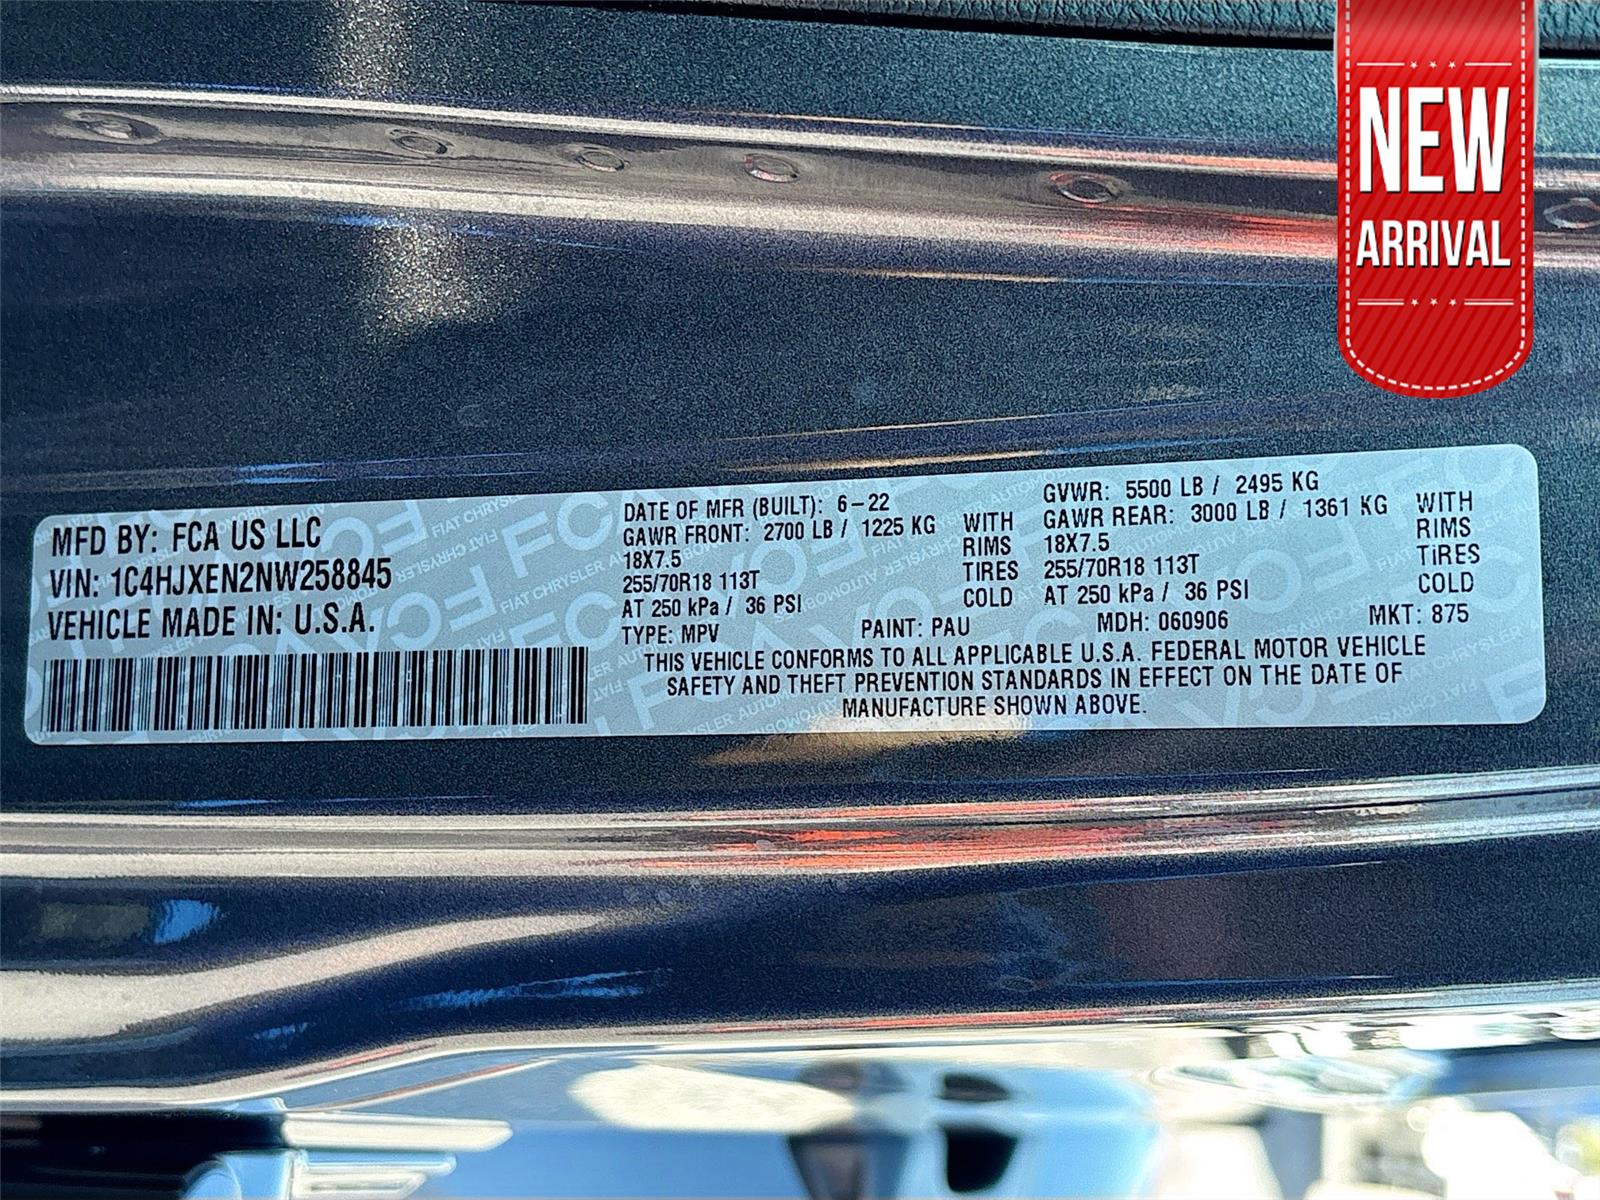 NEW
ARRIVAL
MFD BY: FCA US LLC
VIN: 1C4HJXEN2NW258845
VEHICLE MADE IN: U.S.A.
DATE OF MFR (BUILT): 6-22
GAWR FRONT: 2700 LB / 1225 KG WITH
18X7.5 RIMS
255/70R18 113T TIRES
AT 250 kPa / 36 PSI COLD
GVWR: 5500 LB / 2495 KG
GAWR REAR: 3000 LB / 1361 KG WITH
18X7.5 RIMS
255/70R18 113T TIRES
AT 250 kPa / 36 PSI COLD
TYPE: MPV PAINT: PAU MDH: 060906 MKT: 875
THIS VEHICLE CONFORMS TO ALL APPLICABLE U.S.A. FEDERAL MOTOR VEHICLE
SAFETY AND THEFT PREVENTION STANDARDS IN EFFECT ON THE DATE OF
MANUFACTURE SHOWN ABOVE.